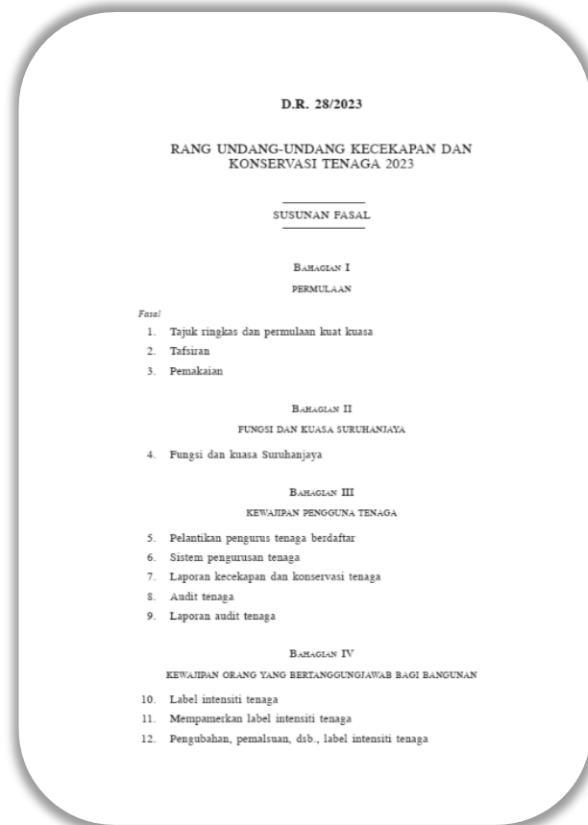 D.R. 28/2023
RANG UNDANG-UNDANG KECEKAPAN DAN
KONSERVASI TENAGA 2023
SUSUNAN FASAL
BAHAGIAN I
PERMULAAN
Fasal
1. Tajuk ringkas dan permulaan kuat kuasa
2. Tafsiran
3. Pemakaian
BAHAGIAN II
FUNGSI DAN KUASA SURUHANJAYA
4. Fungsi dan kuasa Suruhanjaya
BAHAGIAN III
KEWAJIPAN PENGGUNA TENAGA
5. Pelantikan pengurus tenaga berdaftar
6. Sistem pengurusan tenaga
7. Laporan kecekapan dan konservasi tenaga
8. Audit tenaga
9. Laporan audit tenaga
BAHAGIAN IV
KEWAJIPAN ORANG YANG BERTANGGUNGJAWAB BAGI BANGUNAN
10. Label intensiti tenaga
11. Mempamerkan label intensiti tenaga
12. Pengubahan, pemalsuan, dsb., label intensiti tenaga